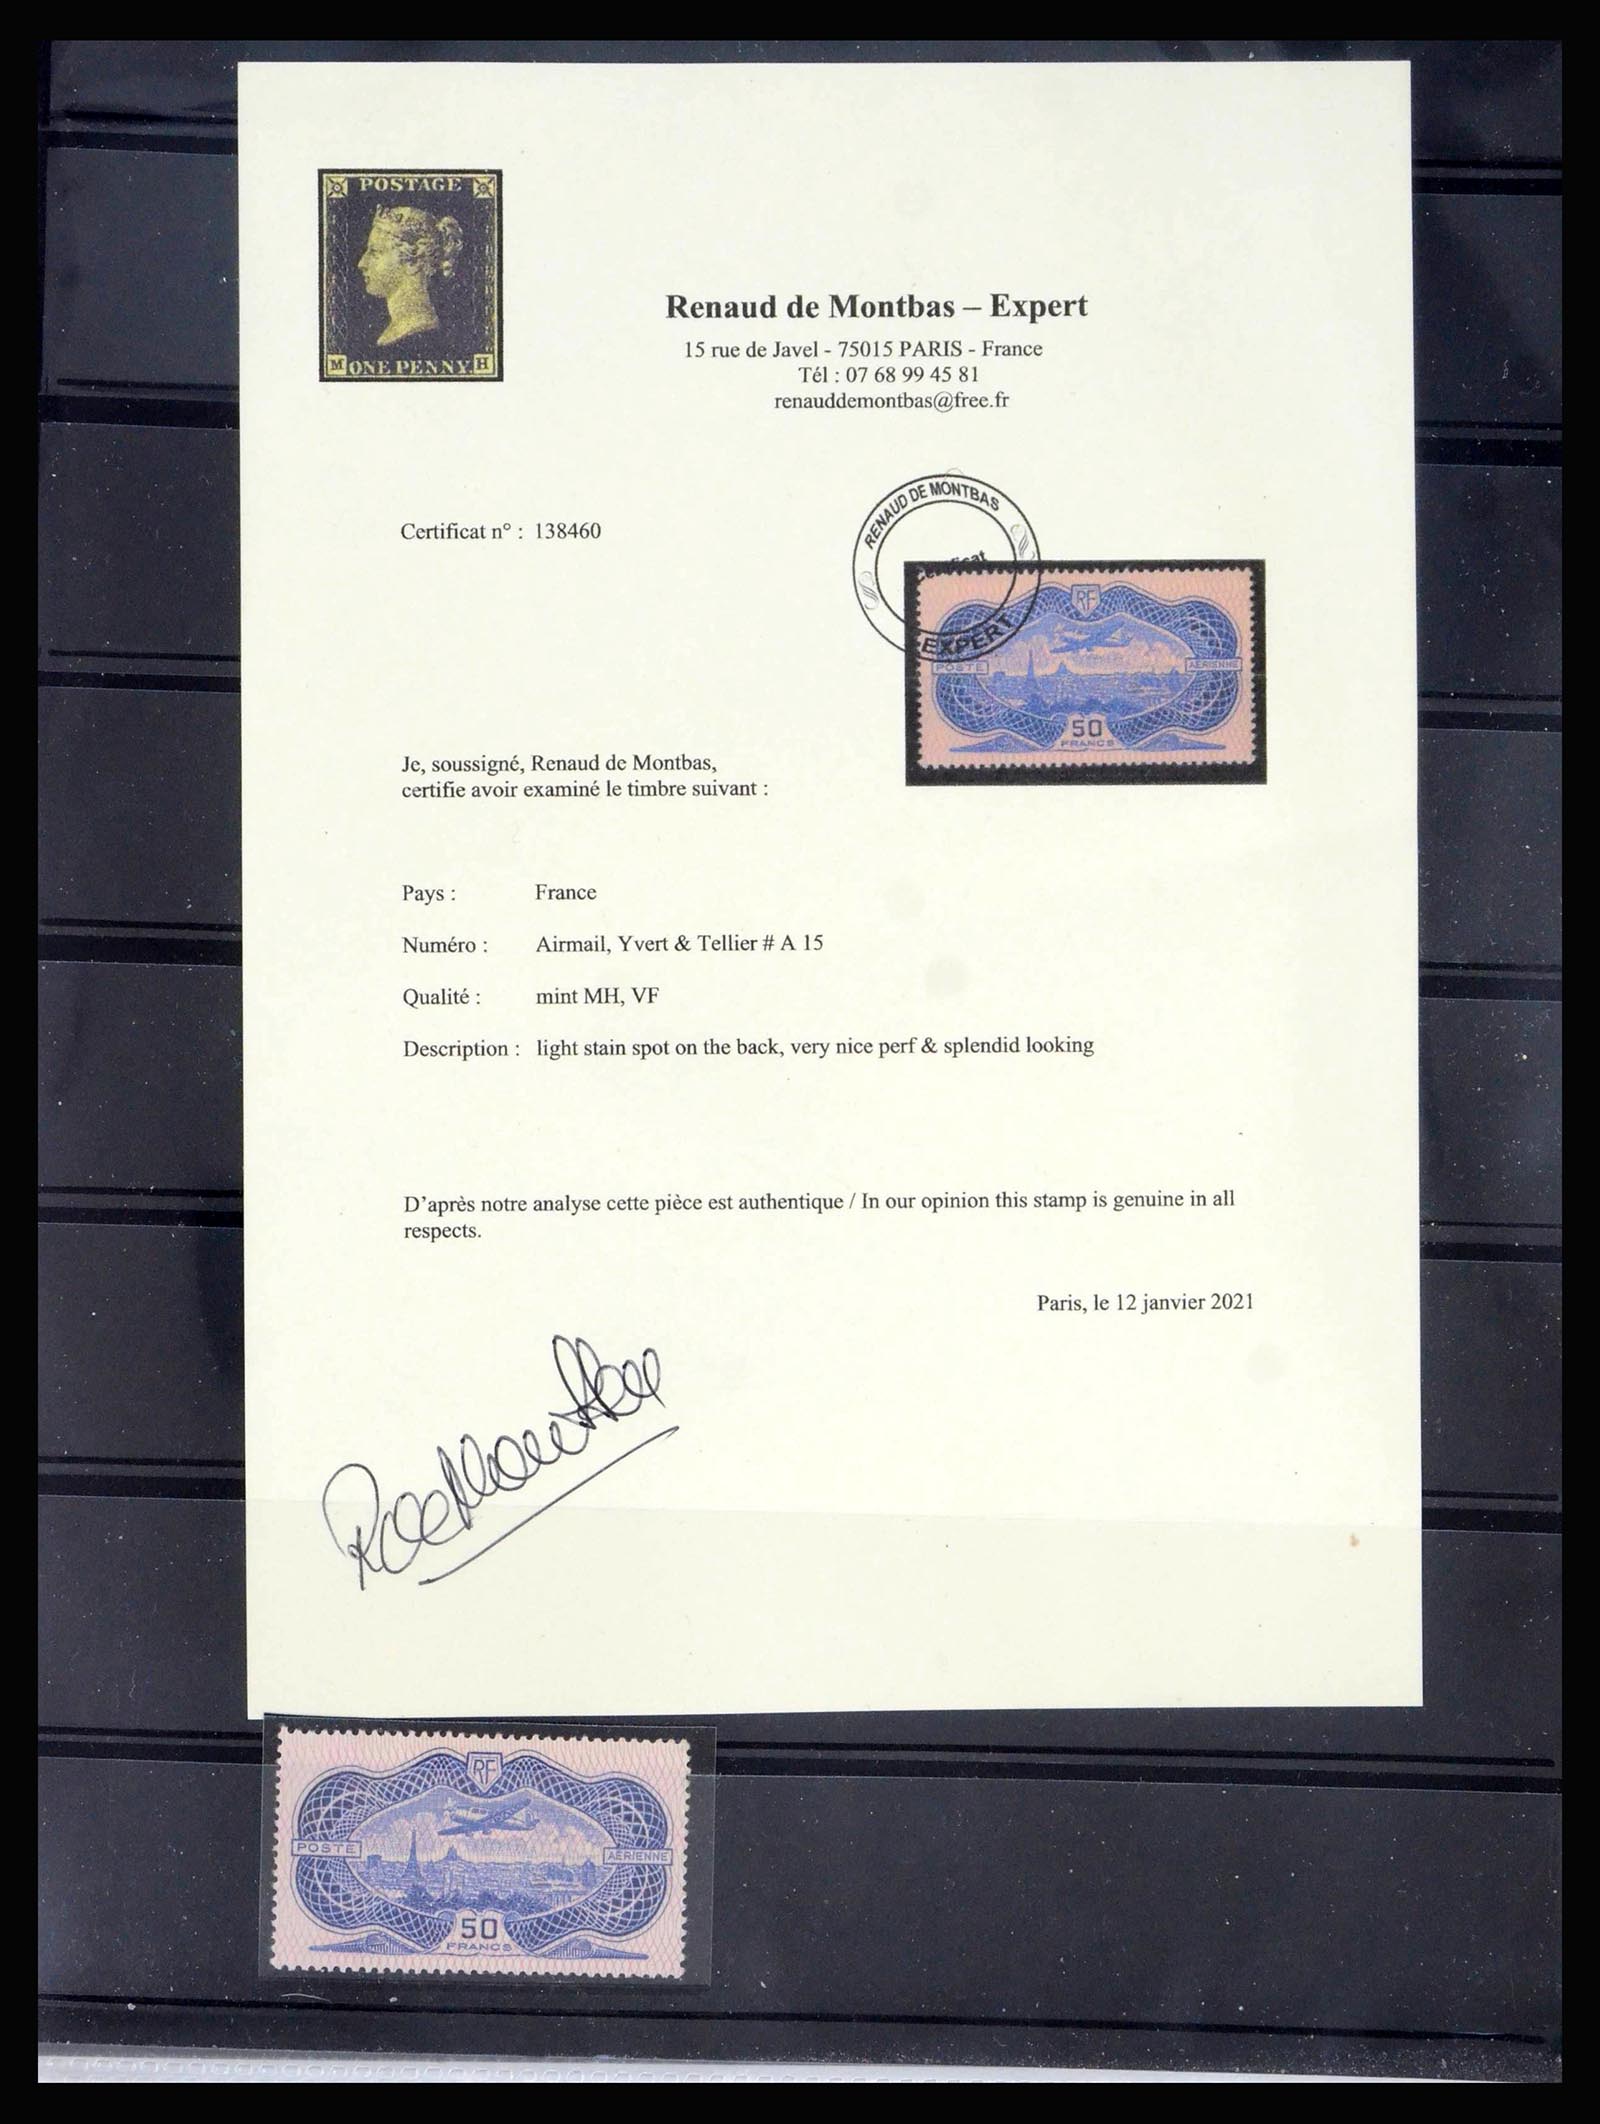 POSTAGE
M ONE PENNY. H
Renaud de Montbas – Expert
15 rue de Javel - 75015 PARIS - France
Tél : 07 68 99 45 81
renauddemontbas@free.fr
Certificat n° : 138460
RENAUD DE MONTBAS
Certificat
EXPERT
RF
POSTE AÉRIENNE
50
FRANCS
Je, soussigné, Renaud de Montbas,
certifie avoir examiné le timbre suivant :
Pays : France
Numéro : Airmail, Yvert & Tellier # A 15
Qualité : mint MH, VF
Description : light stain spot on the back, very nice perf & splendid looking
D’après notre analyse cette pièce est authentique / In our opinion this stamp is genuine in all
respects.
Paris, le 12 janvier 2021
RF
POSTE AÉRIENNE
50
FRANCS